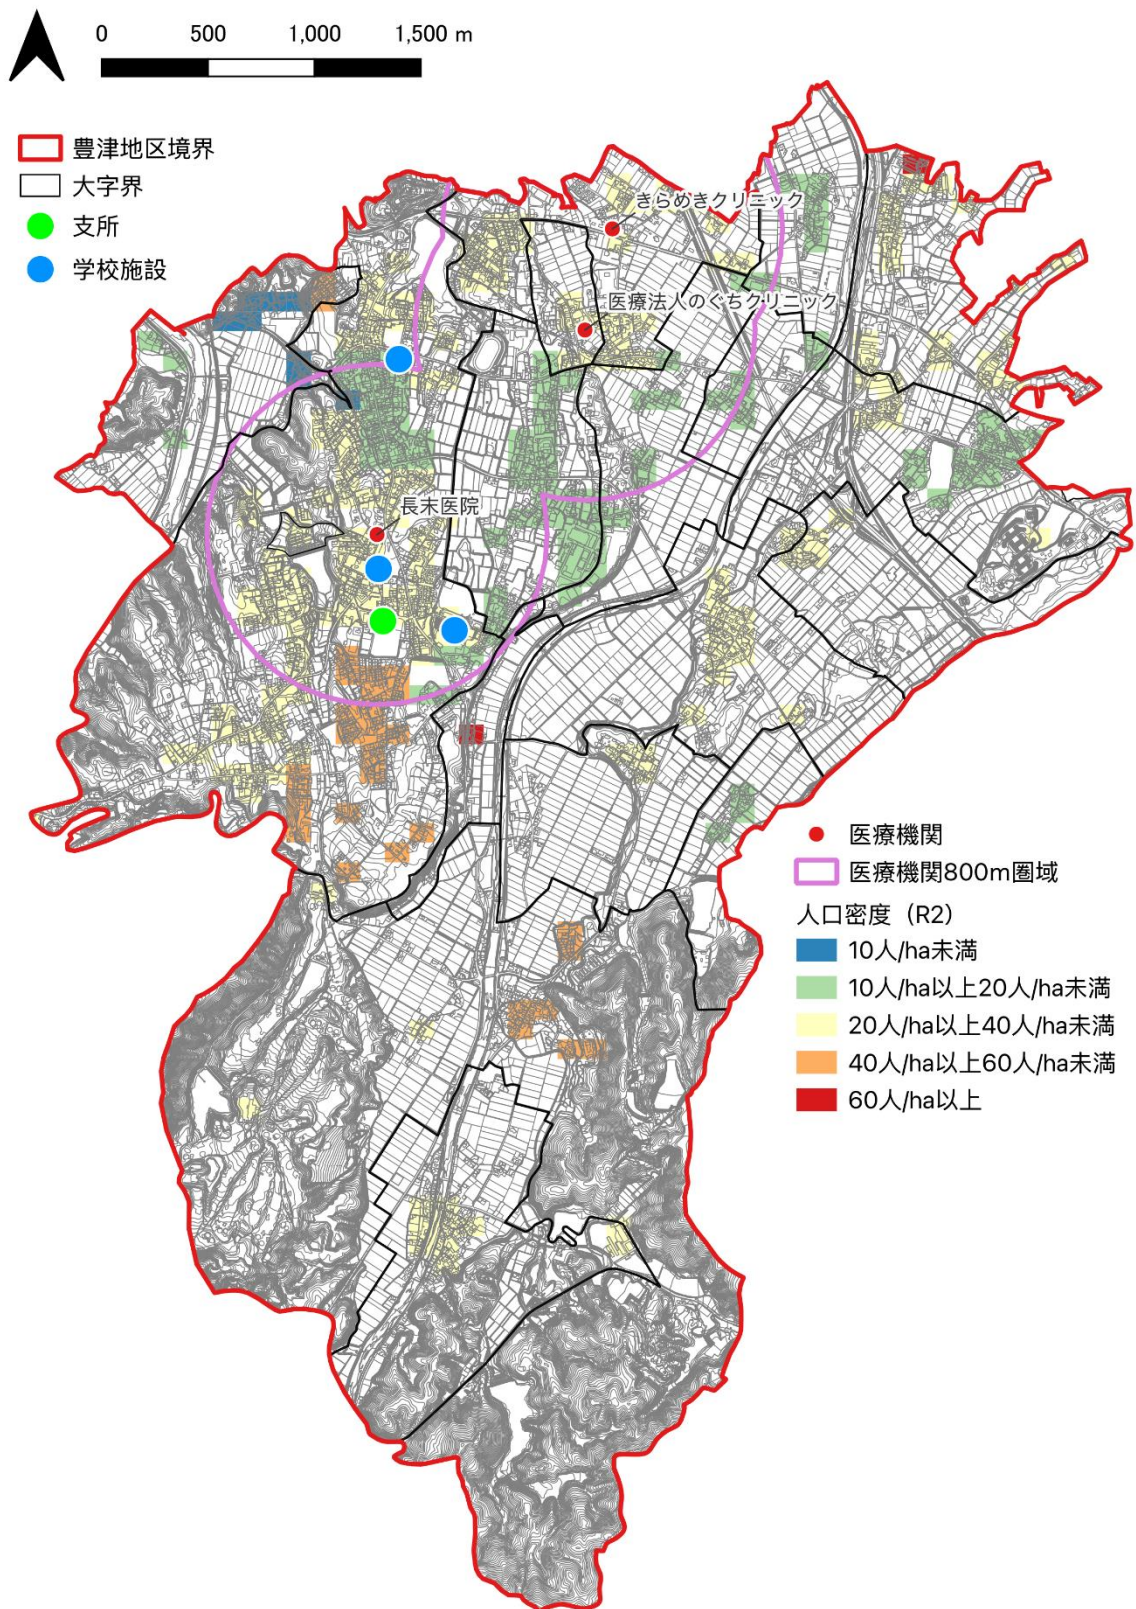 0 500 1,000 1,500 m
豊津地区境界
大字界
支所
学校施設
きらめきクリニック
医療法人のぐちクリニック
長末医院
医療機関
医療機関800m圏域
人口密度（R2）
10人/ha未満
10人/ha以上20人/ha未満
20人/ha以上40人/ha未満
40人/ha以上60人/ha未満
60人/ha以上